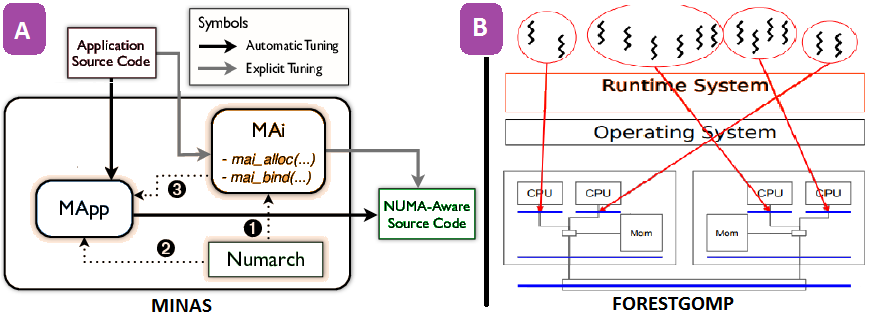 A
Application
Source Code
Symbols
Automatic Tuning
Explicit Tuning
MAi
- mai_alloc(...)
- mai_bind(...)
3
MApp
NUMA-Aware
Source Code
1
2
Numarch
MINAS
B
Runtime System
Operating System
CPU
CPU
CPU
CPU
Mem
Mem
FORESTGOMP